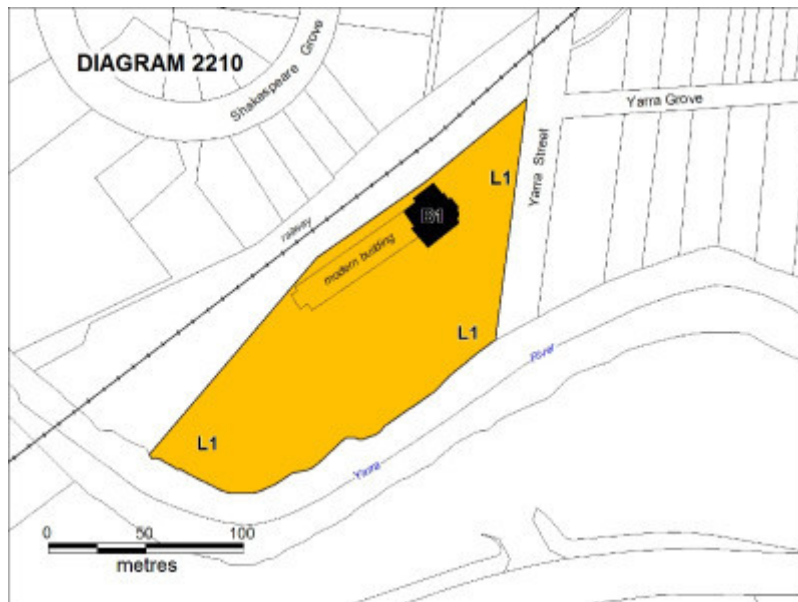 DIAGRAM 2210
Shakespeare Grove
Yarra Grove
Yarra Street
L1
B1
railway
modern building
L1
River
L1
Yarra
0 50 100
metres